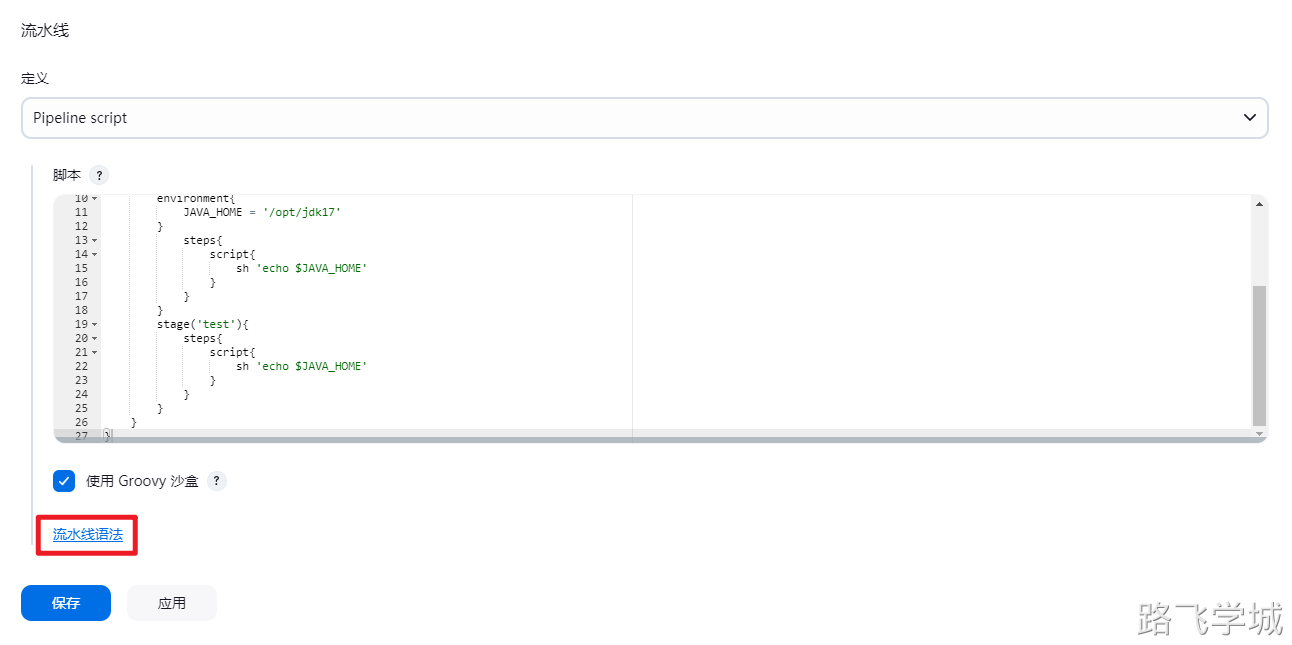 流水线
定义
Pipeline script
脚本 ?
10 environment{
11 JAVA_HOME = '/opt/jdk17'
12 }
13 steps{
14 script{
15 sh 'echo $JAVA_HOME'
16 }
17 }
18 }
19 stage('test'){
20 steps{
21 script{
22 sh 'echo $JAVA_HOME'
23 }
24 }
25 }
26 }
27 }
使用 Groovy 沙盒 ?
流水线语法
保存 应用
路飞学城